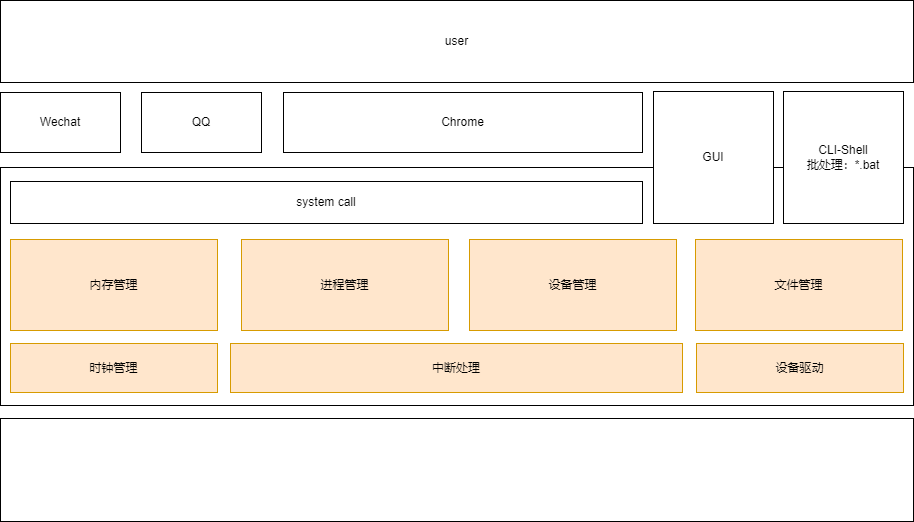 user
Wechat
QQ
Chrome
GUI
CLI-Shell
批处理：*.bat
system call
内存管理
进程管理
设备管理
文件管理
时钟管理
中断处理
设备驱动